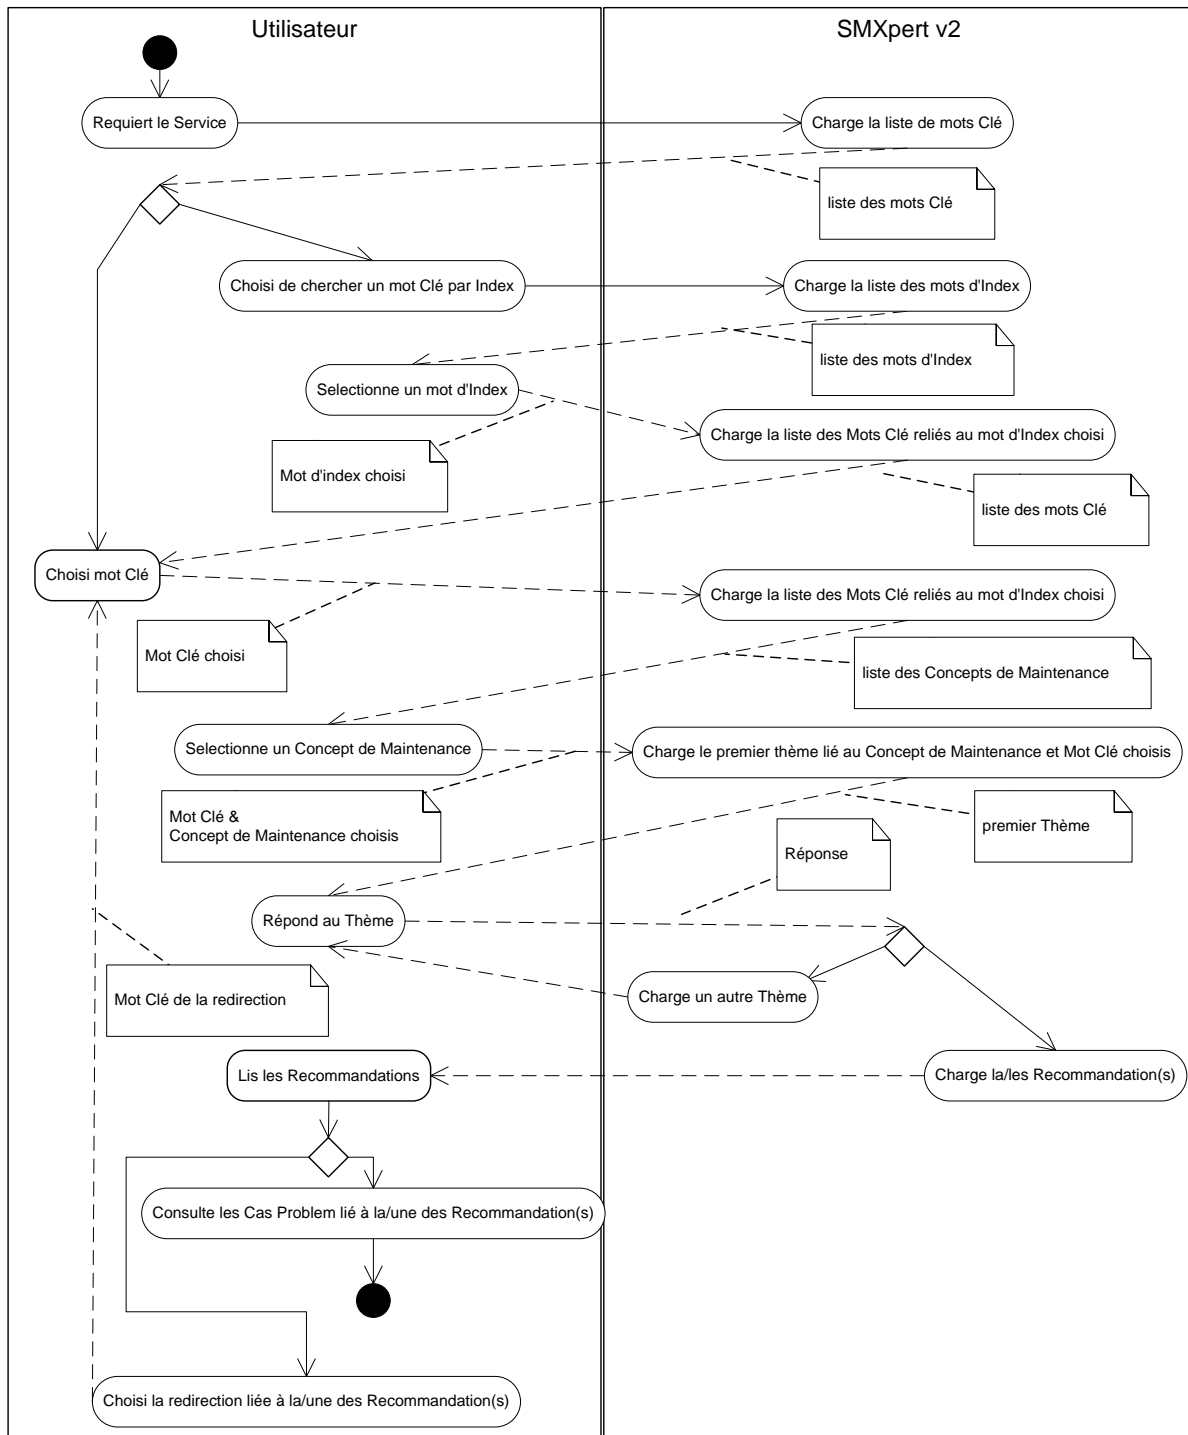 Utilisateur
SMXpert v2
Requiert le Service
Charge la liste de mots Clé
liste des mots Clé
Choisi de chercher un mot Clé par Index
Charge la liste des mots d'Index
liste des mots d'Index
Selectionne un mot d'Index
Charge la liste des Mots Clé reliés au mot d'Index choisi
Mot d'index choisi
liste des mots Clé
Choisi mot Clé
Charge la liste des Mots Clé reliés au mot d'Index choisi
Mot Clé choisi
liste des Concepts de Maintenance
Selectionne un Concept de Maintenance
Charge le premier thème lié au Concept de Maintenance et Mot Clé choisis
Mot Clé &
Concept de Maintenance choisis
premier Thème
Réponse
Répond au Thème
Charge un autre Thème
Mot Clé de la redirection
Lis les Recommandations
Charge la/les Recommandation(s)
Consulte les Cas Problem lié à la/une des Recommandation(s)
Choisi la redirection liée à la/une des Recommandation(s)